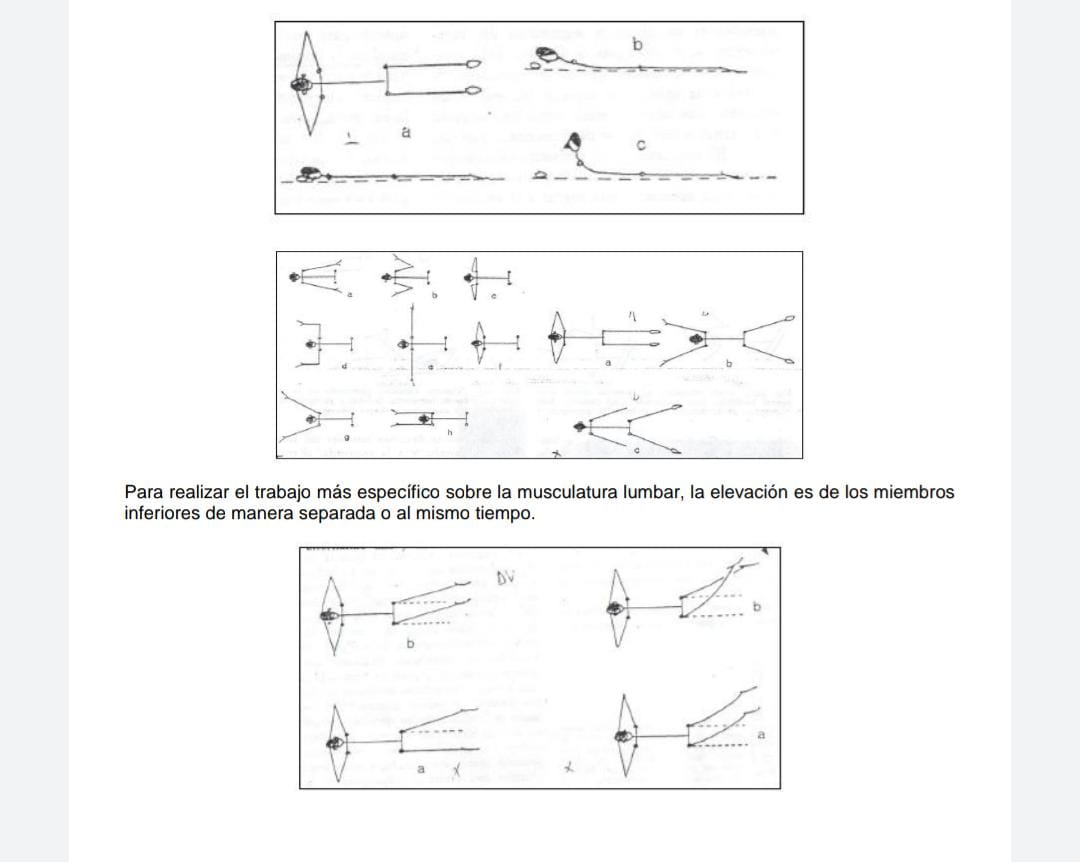 b
a
c
a
b
c
d
e
f
a
b
g
h
c
Para realizar el trabajo más específico sobre la musculatura lumbar, la elevación es de los miembros
inferiores de manera separada o al mismo tiempo.
DV
b
b
a
a